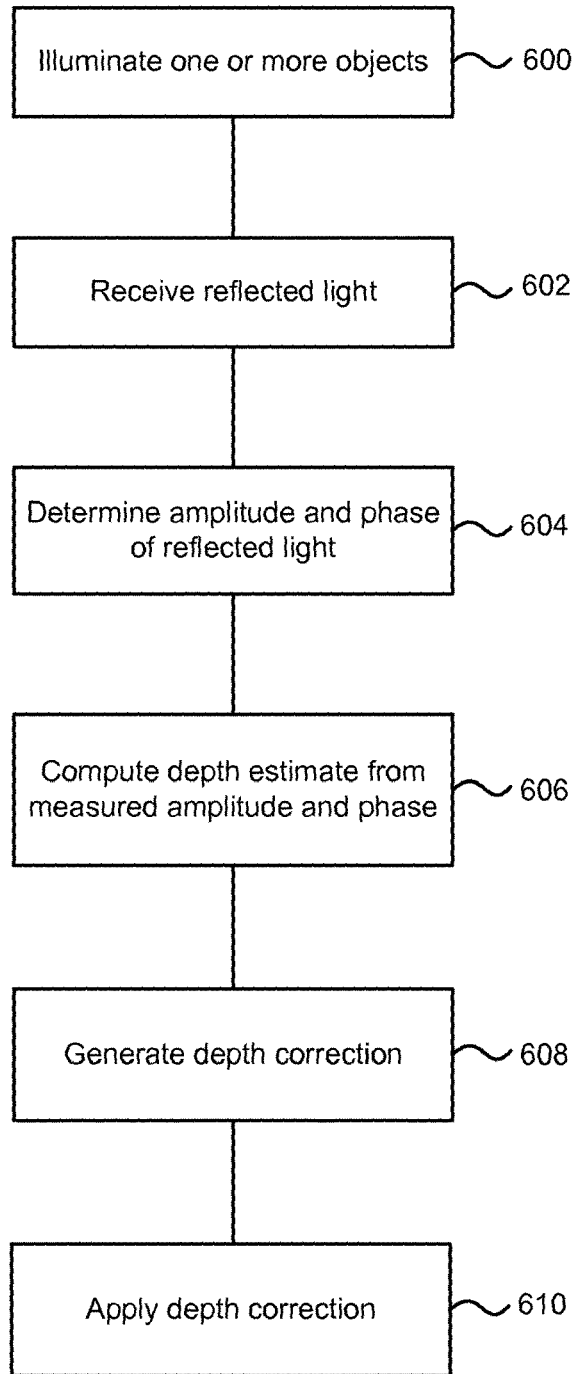 Illuminate one or more objects
600
Receive reflected light
602
Determine amplitude and phase
of reflected light
604
Compute depth estimate from
measured amplitude and phase
606
Generate depth correction
608
Apply depth correction
610